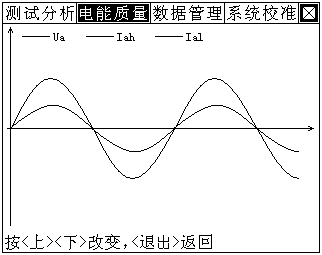 测试分析 电能质量 数据管理 系统校准
Ua Iah Ial
按<上><下>改变,<退出>返回